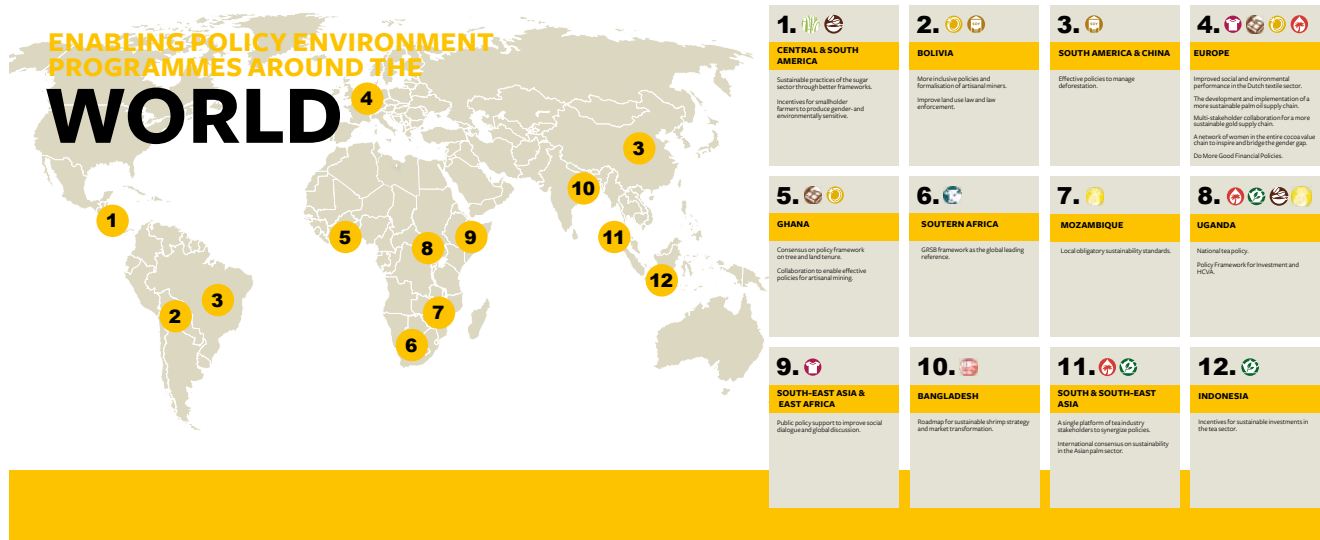 ENABLING POLICY ENVIRONMENT
PROGRAMMES AROUND THE
WORLD
4
3
10
1
5
8
9
11
12
3
2
7
6
1.
CENTRAL & SOUTH
AMERICA
Sustainable practices of the sugar
sector through better frameworks.
Incentives for smallholder
farmers to produce gender- and
environmentally sensitive.
2.
BOLIVIA
More inclusive policies and
formalisation of artisanal miners.
Improve land use law and law
enforcement.
3.
SOUTH AMERICA & CHINA
Effective policies to manage
deforestation.
4.
EUROPE
Improved social and environmental
performance in the Dutch textile sector.
The development and implementation of a
more sustainable palm oil supply chain.
Multi-stakeholder collaboration for a more
sustainable gold supply chain.
A network of women in the entire cocoa value
chain to inspire and bridge the gender gap.
Do More Good Financial Policies.
5.
GHANA
Consensus on policy framework
on tree and land tenure.
Collaboration to enable effective
policies for artisanal mining.
6.
SOUTERN AFRICA
GRSB framework as the global leading
reference.
7.
MOZAMBIQUE
Local obligatory sustainability standards.
8.
UGANDA
National tea policy.
Policy Framework for Investment and
HCVA.
9.
SOUTH-EAST ASIA &
EAST AFRICA
Public policy support to improve social
dialogue and global discussion.
10.
BANGLADESH
Roadmap for sustainable shrimp strategy
and market transformation.
11.
SOUTH & SOUTH-EAST
ASIA
A single platform of tea industry
stakeholders to synergize policies.
International consensus on sustainability
in the Asian palm sector.
12.
INDONESIA
Incentives for sustainable investments in
the tea sector.